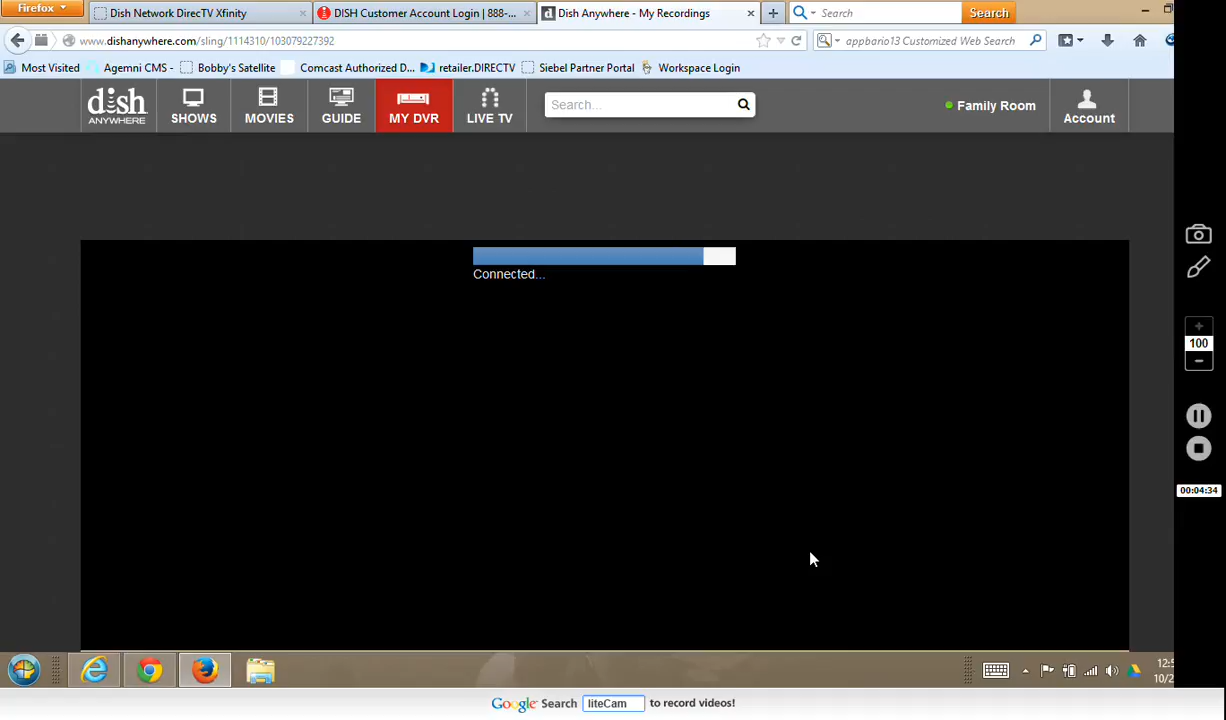 Firefox
Dish Network DirecTV Xfinity
DISH Customer Account Login | 888-...
Dish Anywhere - My Recordings
Search
Search
www.dishanywhere.com/sling/1114310/103079227392
appbario13 Customized Web Search
Most Visited
Agemni CMS -
Bobby's Satellite
Comcast Authorized D...
retailer.DIRECTV
Siebel Partner Portal
Workspace Login
dish
ANYWHERE
SHOWS
MOVIES
GUIDE
MY DVR
LIVE TV
Search...
Family Room
Account
Connected...
100
00:04:34
Google Search liteCam to record videos!